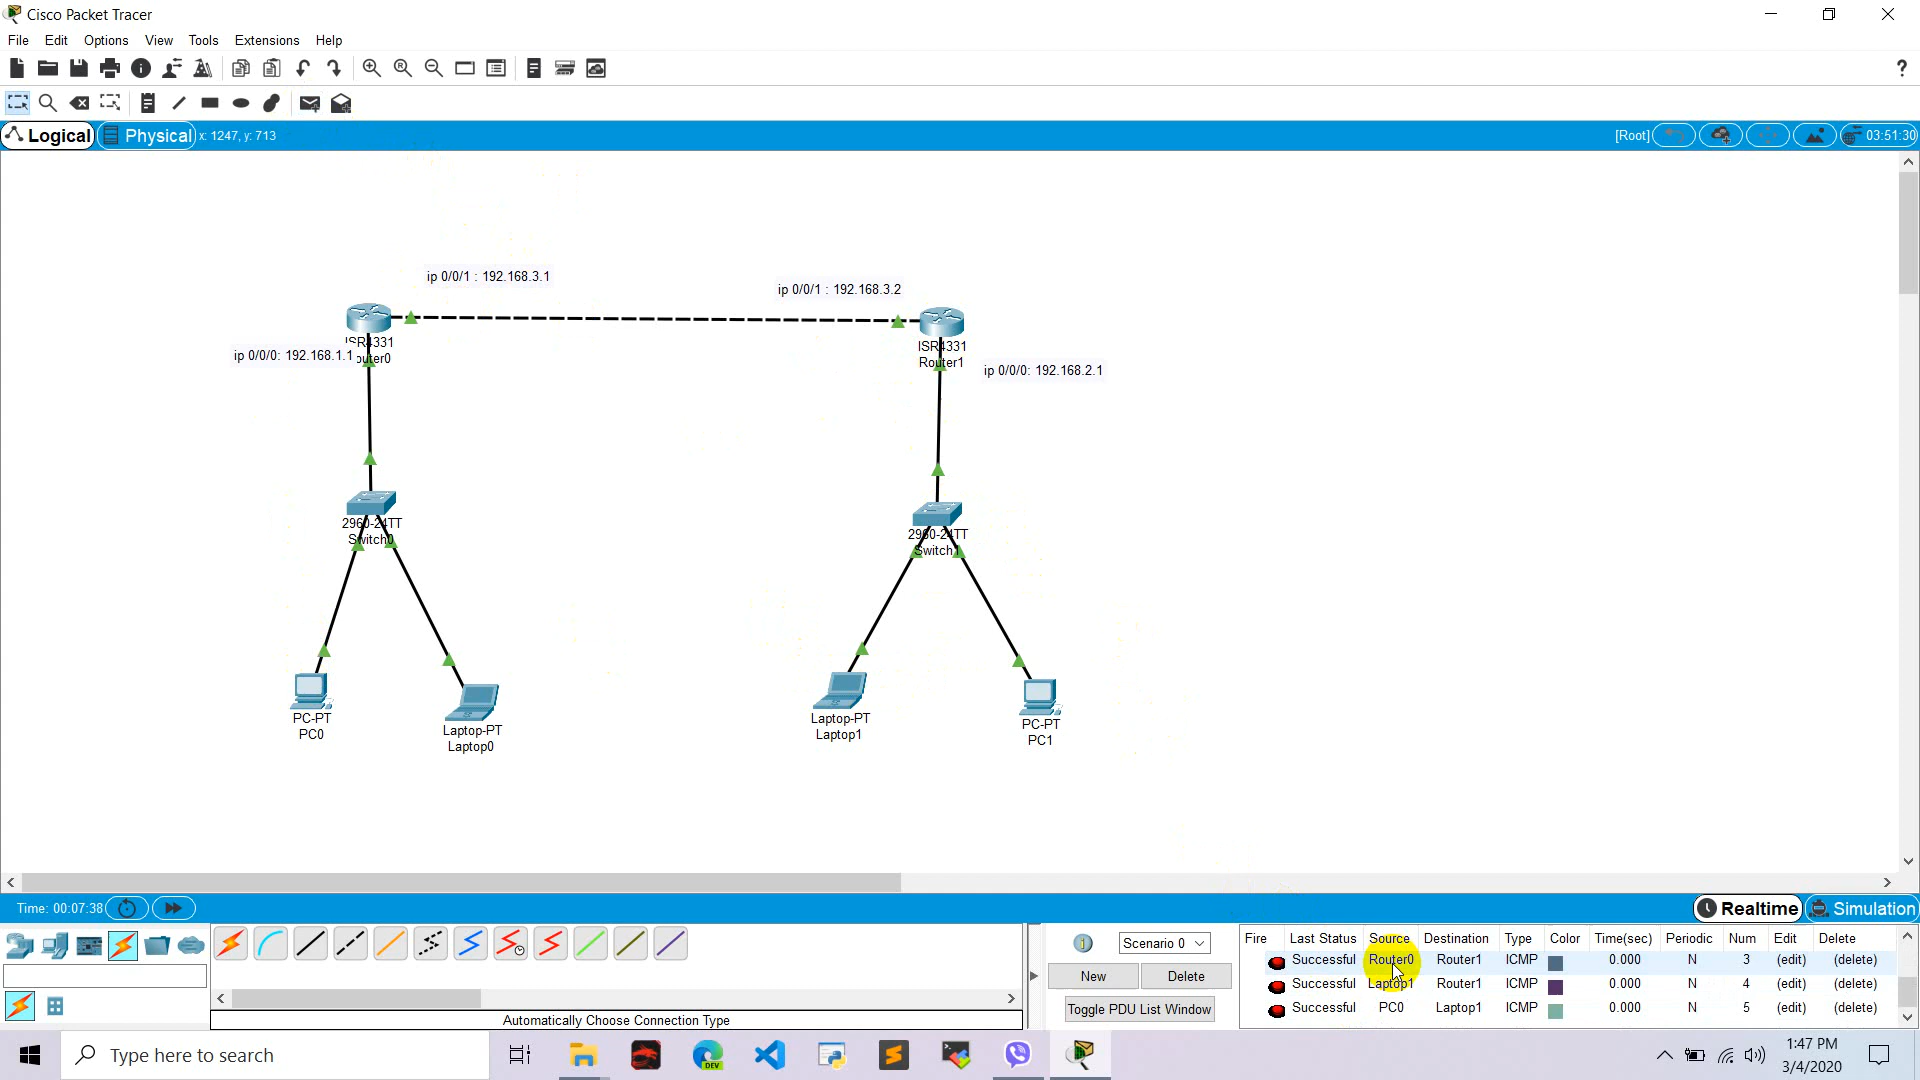 Cisco Packet Tracer
File Edit Options View Tools Extensions Help
?
Logical Physical x: 1247, y: 713 [Root] 03:51:30
ip 0/0/1 : 192.168.3.1
ip 0/0/1 : 192.168.3.2
ISR4331
ip 0/0/0: 192.168.1.1 outer0
ISR4331
Router1
ip 0/0/0: 192.168.2.1
2960-24TT
Switch0
2960-24TT
Switch1
PC-PT
PC0
Laptop-PT
Laptop0
Laptop-PT
Laptop1
PC-PT
PC1
Time: 00:07:38 Realtime Simulation
Automatically Choose Connection Type
Scenario 0
New Delete
Toggle PDU List Window
Fire Last Status Source Destination Type Color Time(sec) Periodic Num Edit Delete
Successful Router0 Router1 ICMP 0.000 N 3 (edit) (delete)
Successful Laptop1 Router1 ICMP 0.000 N 4 (edit) (delete)
Successful PC0 Laptop1 ICMP 0.000 N 5 (edit) (delete)
Type here to search
DEV
1:47 PM
3/4/2020